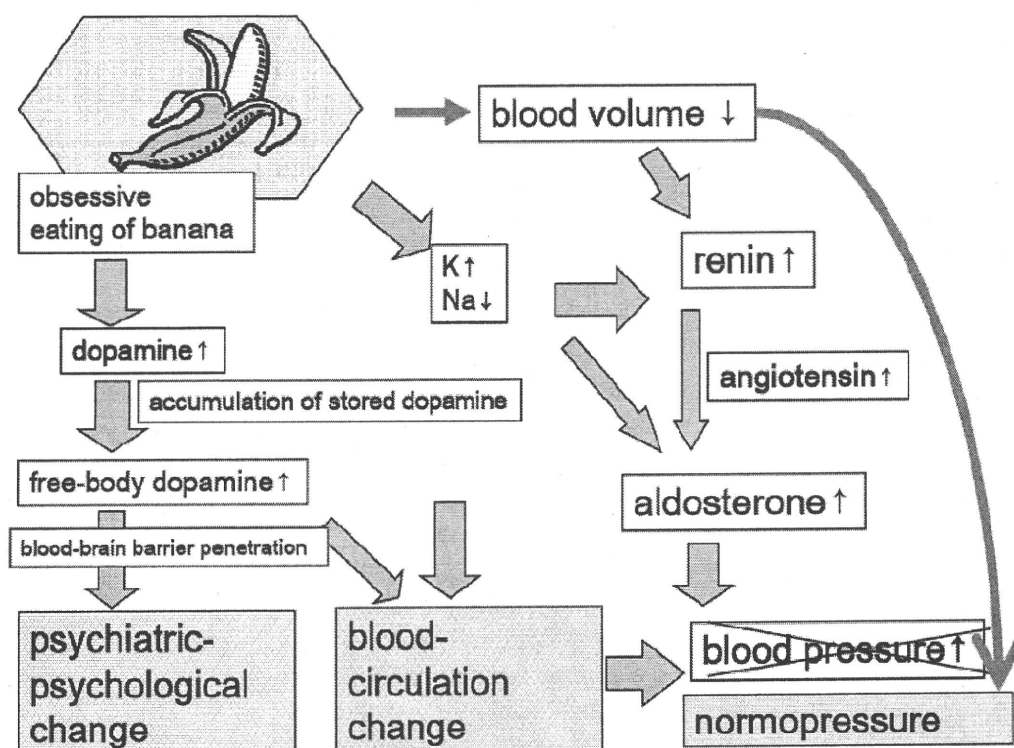 obsessive
eating of banana
blood volume ↓
K↑
Na↓
renin↑
dopamine↑
accumulation of stored dopamine
angiotensin↑
free-body dopamine↑
aldosterone↑
blood-brain barrier penetration
psychiatric-
psychological
change
blood-
circulation
change
blood pressure↑
normopressure